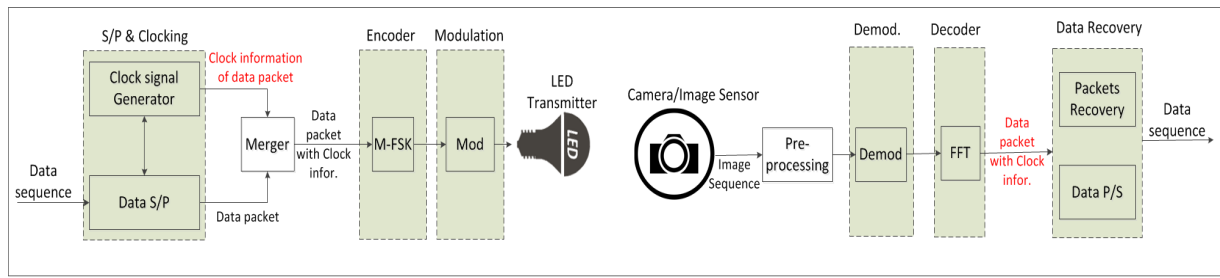 S/P & Clocking
Clock information
of data packet
Clock signal
Generator
Data
sequence
Data S/P
Data packet
Merger
Data
packet
with Clock
infor.
Encoder
M-FSK
Modulation
Mod
LED
Transmitter
LED
Camera/Image Sensor
Image
Sequence
Pre-
processing
Demod.
Demod
Decoder
FFT
Data
packet
with Clock
infor.
Data Recovery
Packets
Recovery
Data P/S
Data
sequence